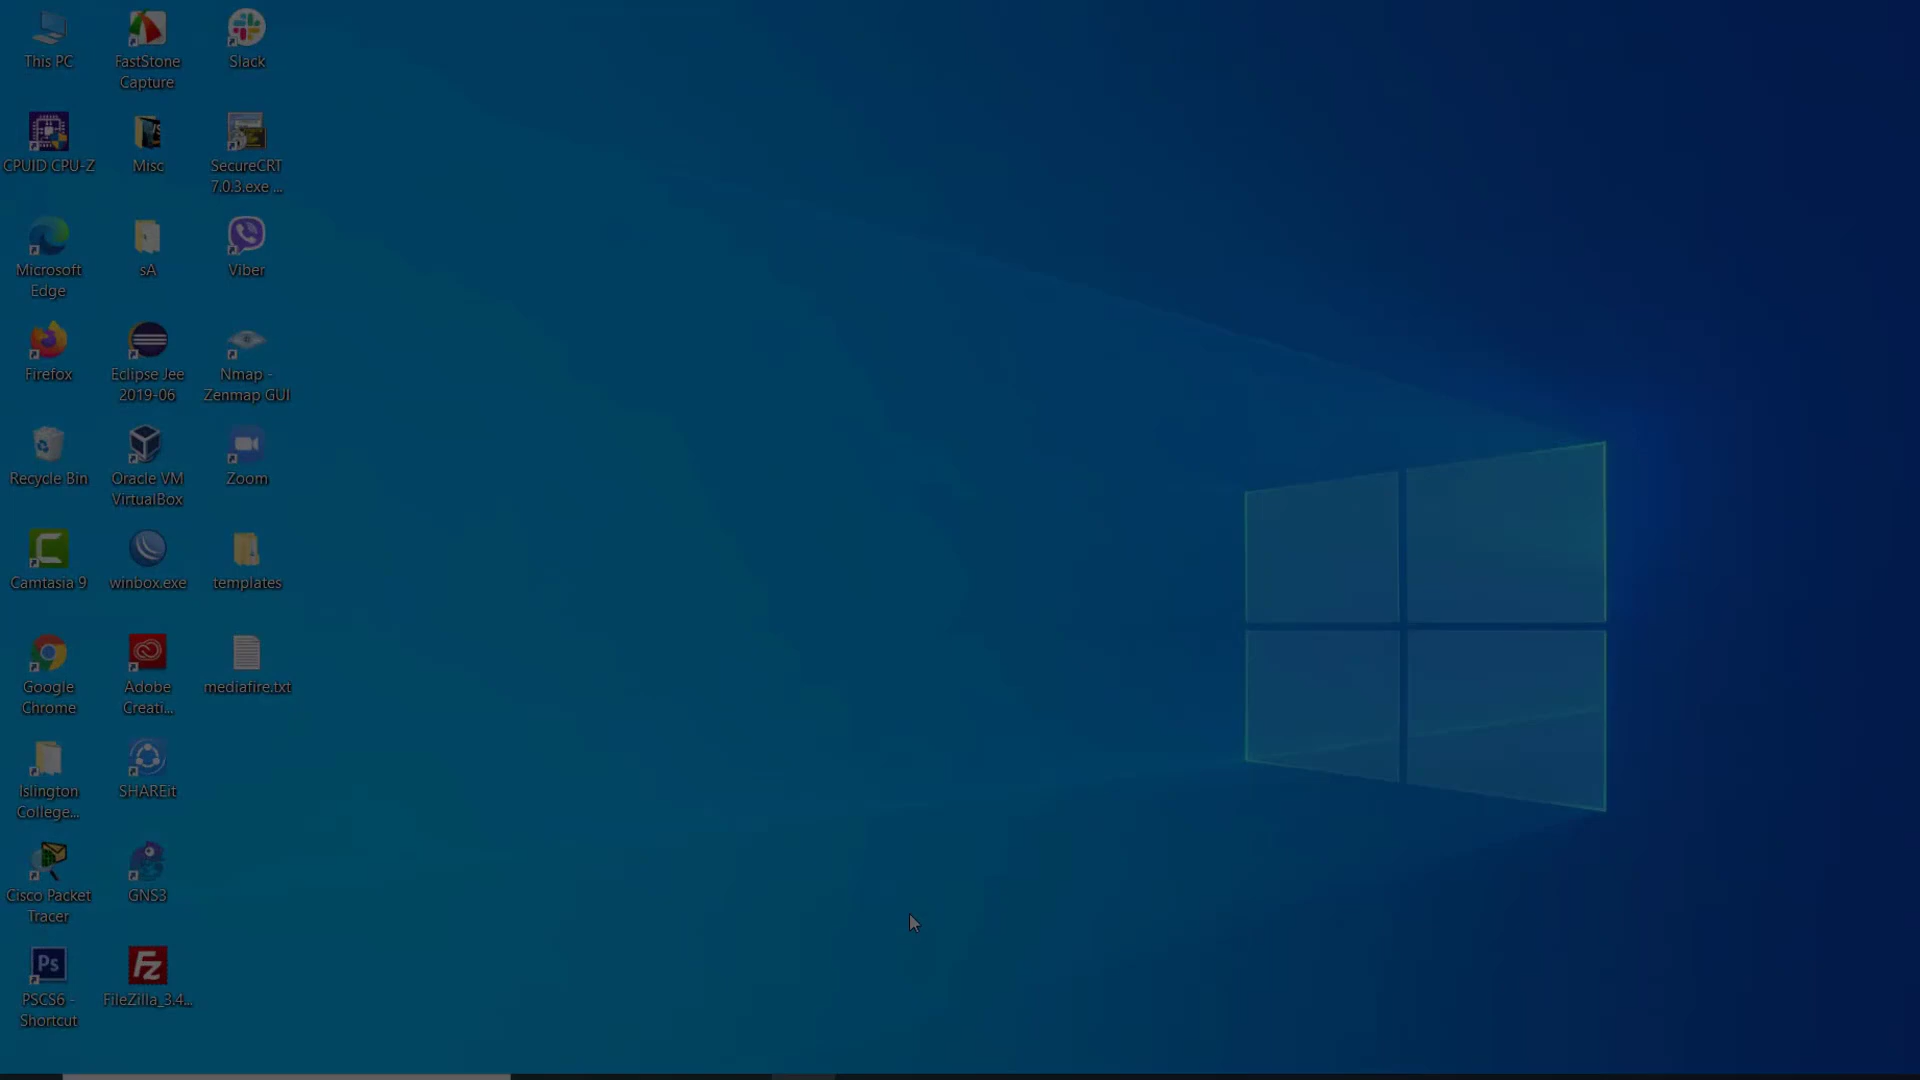 This PC
FastStone
Capture
Slack
CPUID CPU-Z
Misc
SecureCRT
7.0.3.exe ...
Microsoft
Edge
sA
Viber
Firefox
Eclipse Jee
2019-06
Nmap -
Zenmap GUI
Recycle Bin
Oracle VM
VirtualBox
Zoom
Camtasia 9
winbox.exe
templates
Google
Chrome
Adobe
Creati...
mediafire.txt
Islington
College...
SHAREit
Cisco Packet
Tracer
GNS3
Ps
PSCS6 -
Shortcut
Fz
FileZilla_3.4...